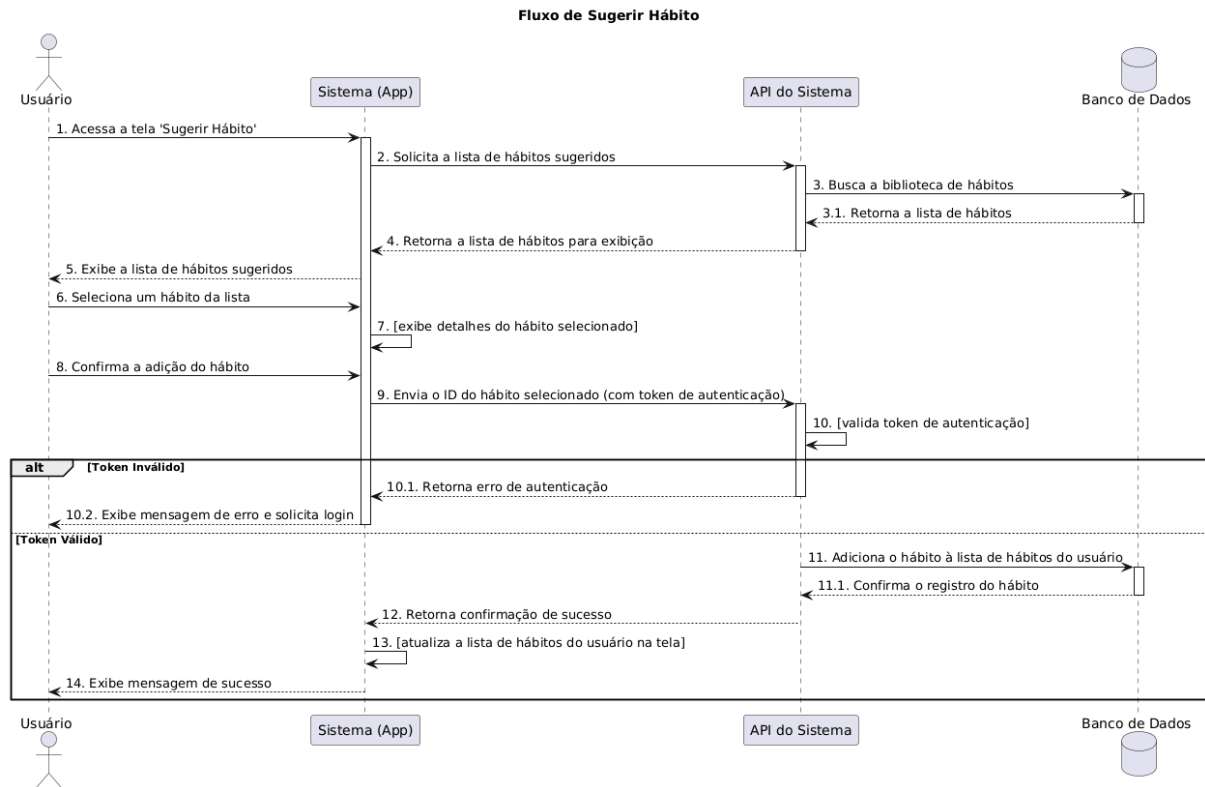 Fluxo de Sugerir Hábito
Usuário
Sistema (App)
API do Sistema
Banco de Dados
1. Acessa a tela 'Sugerir Hábito'
2. Solicita a lista de hábitos sugeridos
3. Busca a biblioteca de hábitos
3.1. Retorna a lista de hábitos
4. Retorna a lista de hábitos para exibição
5. Exibe a lista de hábitos sugeridos
6. Seleciona um hábito da lista
7. [exibe detalhes do hábito selecionado]
8. Confirma a adição do hábito
9. Envia o ID do hábito selecionado (com token de autenticação)
10. [valida token de autenticação]
alt [Token Inválido]
10.1. Retorna erro de autenticação
10.2. Exibe mensagem de erro e solicita login
[Token Válido]
11. Adiciona o hábito à lista de hábitos do usuário
11.1. Confirma o registro do hábito
12. Retorna confirmação de sucesso
13. [atualiza a lista de hábitos do usuário na tela]
14. Exibe mensagem de sucesso
Usuário
Sistema (App)
API do Sistema
Banco de Dados